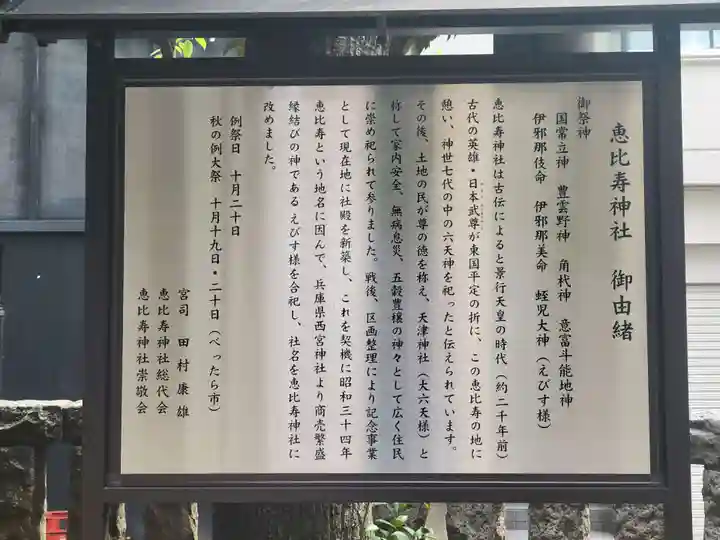 恵比寿神社 御由緒
御祭神
国常立神 豊雲野神 角杙神 意富斗能地神
伊邪那伎命 伊邪那美命 蛭児大神(えびす様)
恵比寿神社は古伝によると景行天皇の時代(約二千年前)
古代の英雄・日本武尊が東国平定の折に、この恵比寿の地に
憩い、神世七代の中の六天神を祀ったと伝えられています。
その後、土地の民が尊の徳を称え、天津神社(大六天様)と
称して家内安全、無病息災、五穀豊穣の神々として広く住民
に崇め祀られて参りました。戦後、区画整理により記念事業
として現在地に社殿を新築し、これを契機に昭和三十四年
恵比寿という地名に因んで、兵庫県西宮神社より商売繁盛
縁結びの神である えびす様を合祀し、社名を恵比寿神社に
改めました。
例祭日 十月二十日
秋の例大祭 十月十九日・二十日(べったら市)
宮司 田村康雄
恵比寿神社総代会
恵比寿神社崇敬会